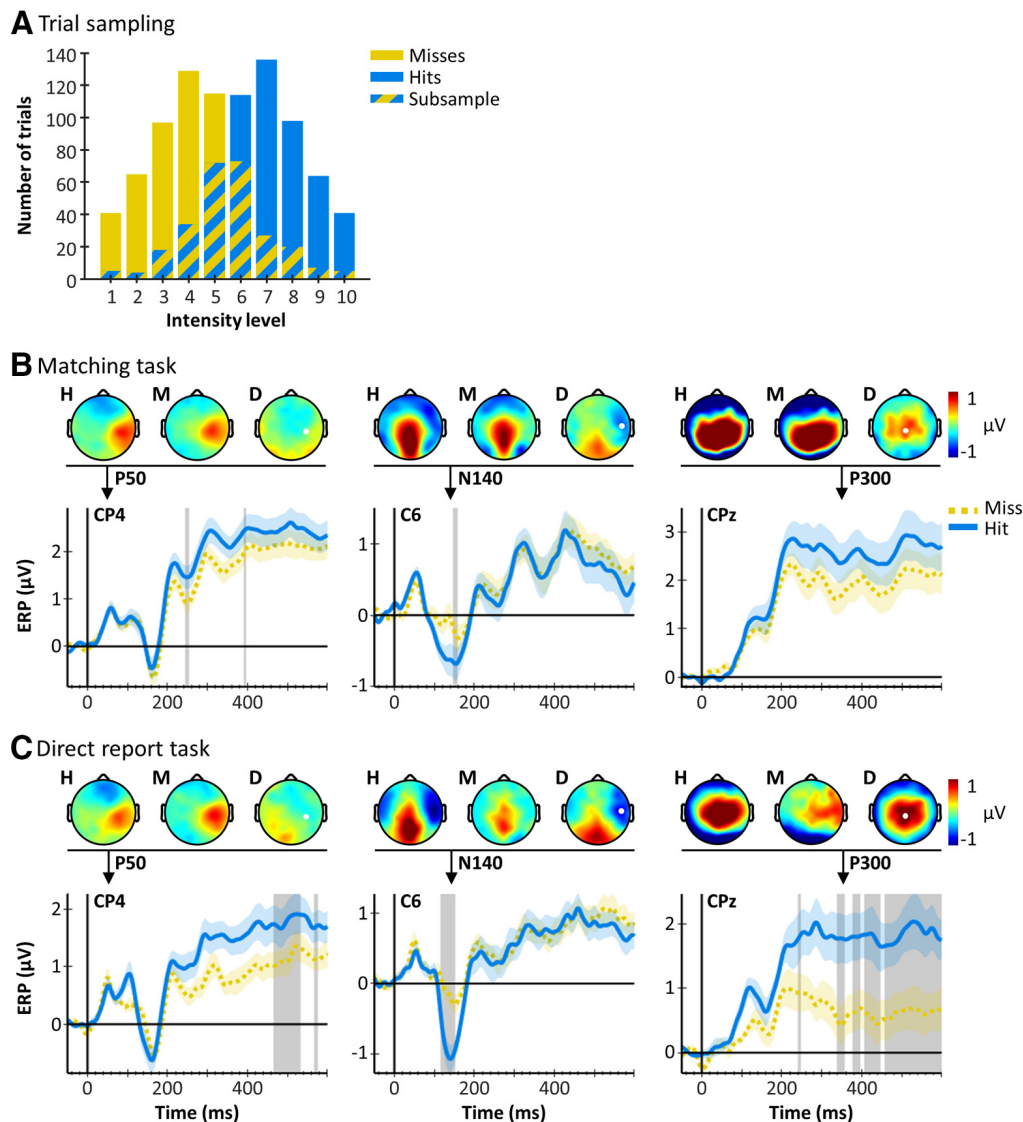 A Trial sampling
140
120
100
80
60
40
20
0
Number of trials
1 2 3 4 5 6 7 8 9 10
Intensity level
Misses
Hits
Subsample
B Matching task
H M D H M D H M D
1
μV
-1
P50 N140 P300
Miss
Hit
CP4
2
1
0
ERP (μV)
0 200 400
C6
1
0
-1
0 200 400
CPz
3
2
1
0
0 200 400
C Direct report task
H M D H M D H M D
1
μV
-1
P50 N140 P300
CP4
2
1
0
ERP (μV)
0 200 400
Time (ms)
C6
1
0
-1
0 200 400
Time (ms)
CPz
2
1
0
0 200 400
Time (ms)